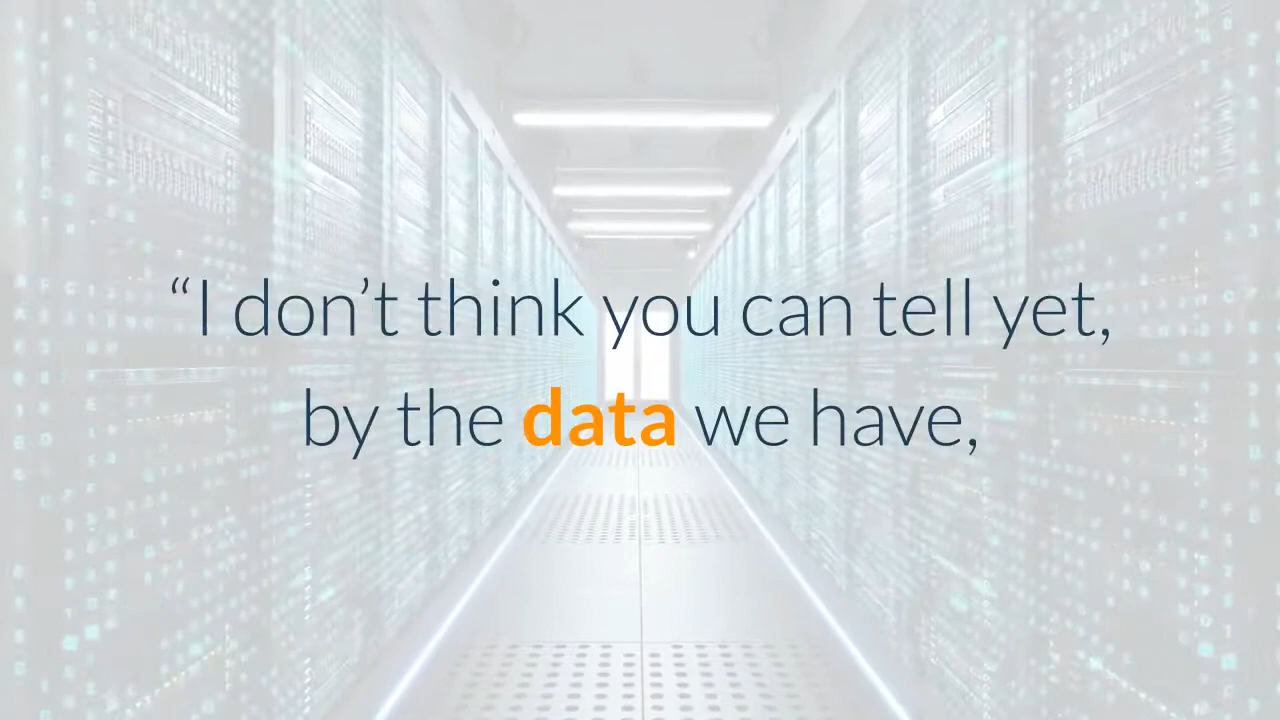 “I don’t think you can tell yet,
by the data we have,